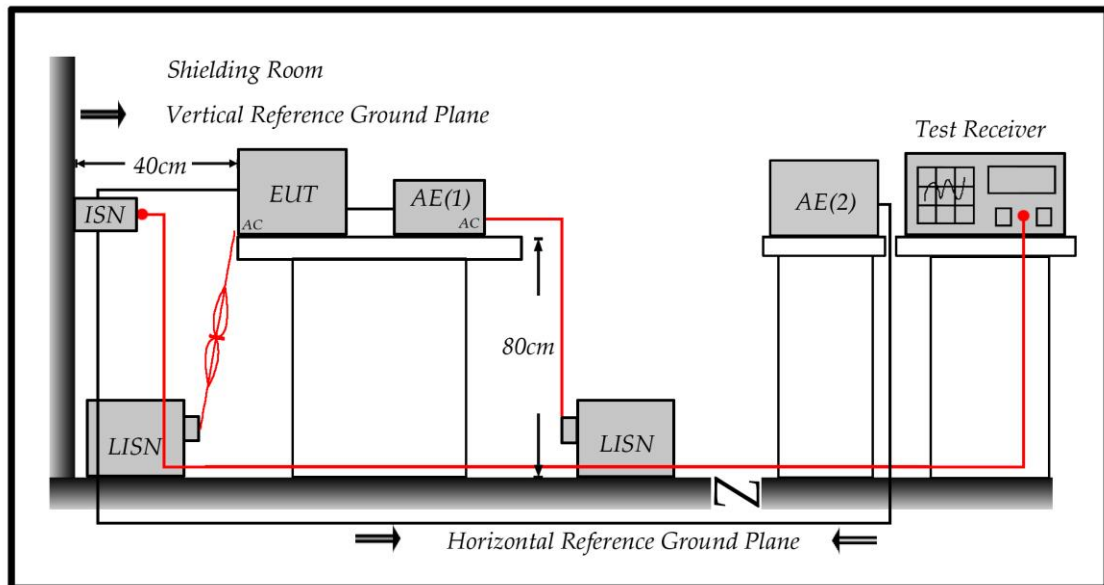 Shielding Room
Vertical Reference Ground Plane
Test Receiver
40cm
EUT
AC
AE(1)
AC
AE(2)
ISN
80cm
LISN
LISN
Horizontal Reference Ground Plane